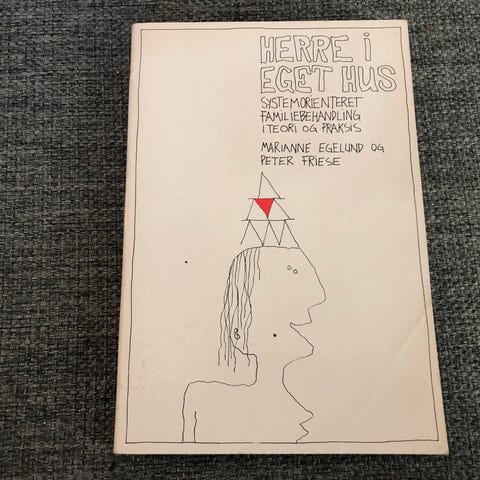 HERRE i
EGET HUS
SYSTEMORIENTERET
FAMILIEBEHANDLING
I TEORI OG PRAKSIS
MARIANNE EGELUND OG
PETER FRIESE